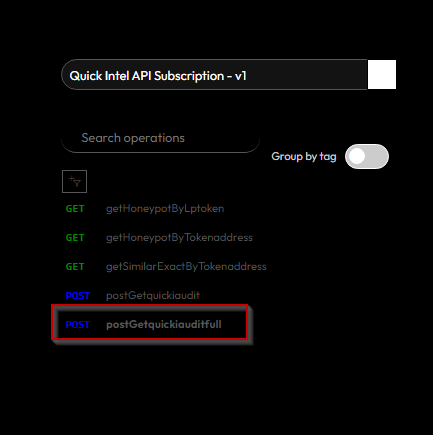 Quick Intel API Subscription - v1
Search operations
Group by tag
GET getHoneypotByLptoken
GET getHoneypotByTokenaddress
GET getSimilarExactByTokenaddress
POST postGetquickiaudit
POST postGetquickiauditfull